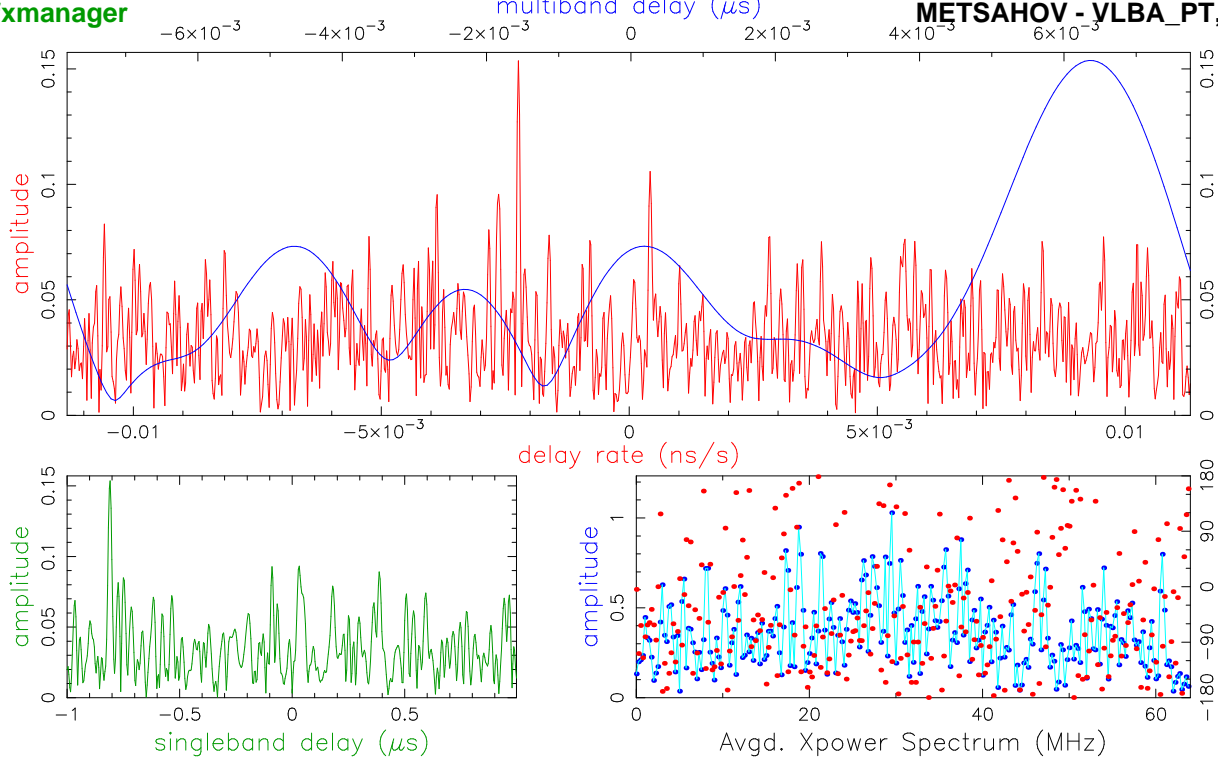 xmanager
multiband delay (μs)
METSAHOV - VLBA_PT,
−6×10⁻³ −4×10⁻³ −2×10⁻³ 0 2×10⁻³ 4×10⁻³ 6×10⁻³
amplitude
0 0.05 0.1 0.15
0 0.05 0.1 0.15
−0.01 −5×10⁻³ 0 5×10⁻³ 0.01
delay rate (ns/s)
amplitude
0 0.05 0.1 0.15
−1 −0.5 0 0.5
singleband delay (μs)
amplitude
0 0.5 1
−180 −90 0 90 180
0 20 40 60
Avgd. Xpower Spectrum (MHz)